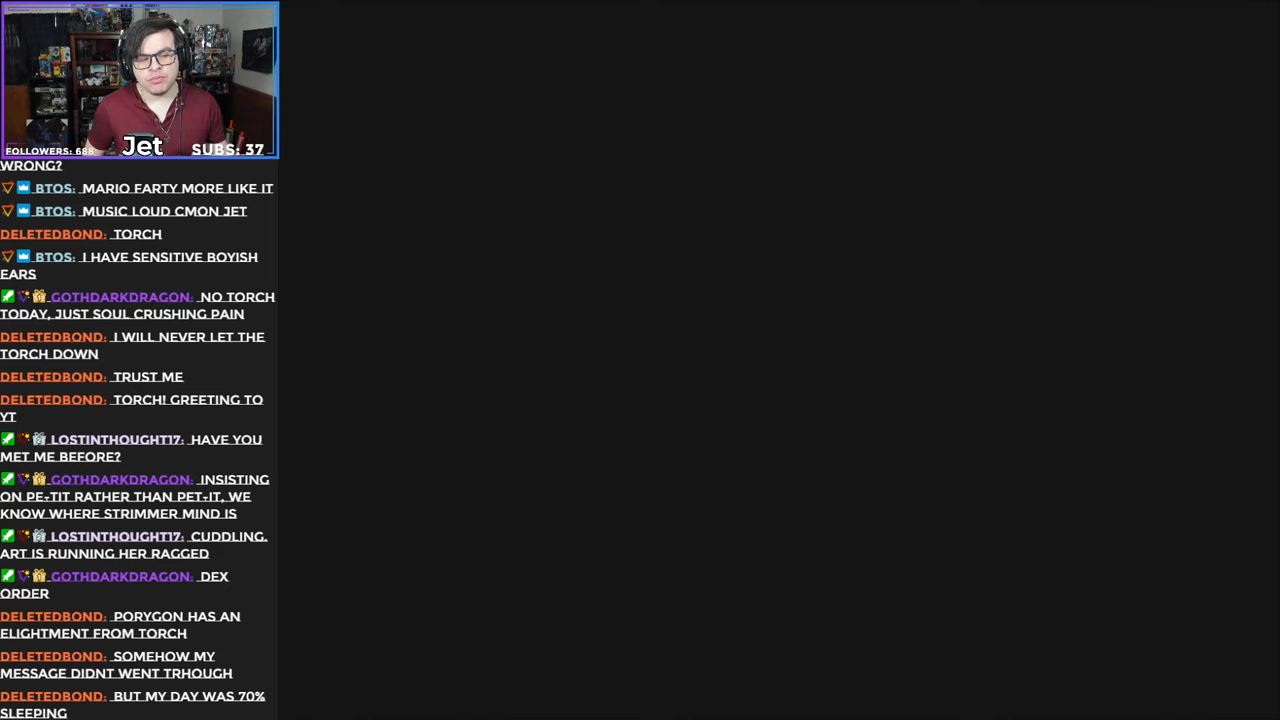 FOLLOWERS: 688
Jet
SUBS: 37
WRONG?
BTOS: MARIO FARTY MORE LIKE IT
BTOS: MUSIC LOUD CMON JET
DELETEDBOND: TORCH
BTOS: I HAVE SENSITIVE BOYISH
EARS
GOTHDARKDRAGON: NO TORCH
TODAY, JUST SOUL CRUSHING PAIN
DELETEDBOND: I WILL NEVER LET THE
TORCH DOWN
DELETEDBOND: TRUST ME
DELETEDBOND: TORCH! GREETING TO
YT
LOSTINTHOUGHT17: HAVE YOU
MET ME BEFORE?
GOTHDARKDRAGON: INSISTING
ON PE-TIT RATHER THAN PET-IT, WE
KNOW WHERE STRIMMER MIND IS
LOSTINTHOUGHT17: CUDDLING.
ART IS RUNNING HER RAGGED
GOTHDARKDRAGON: DEX
ORDER
DELETEDBOND: PORYGON HAS AN
ELIGHTMENT FROM TORCH
DELETEDBOND: SOMEHOW MY
MESSAGE DIDNT WENT TRHOUGH
DELETEDBOND: BUT MY DAY WAS 70%
SLEEPING